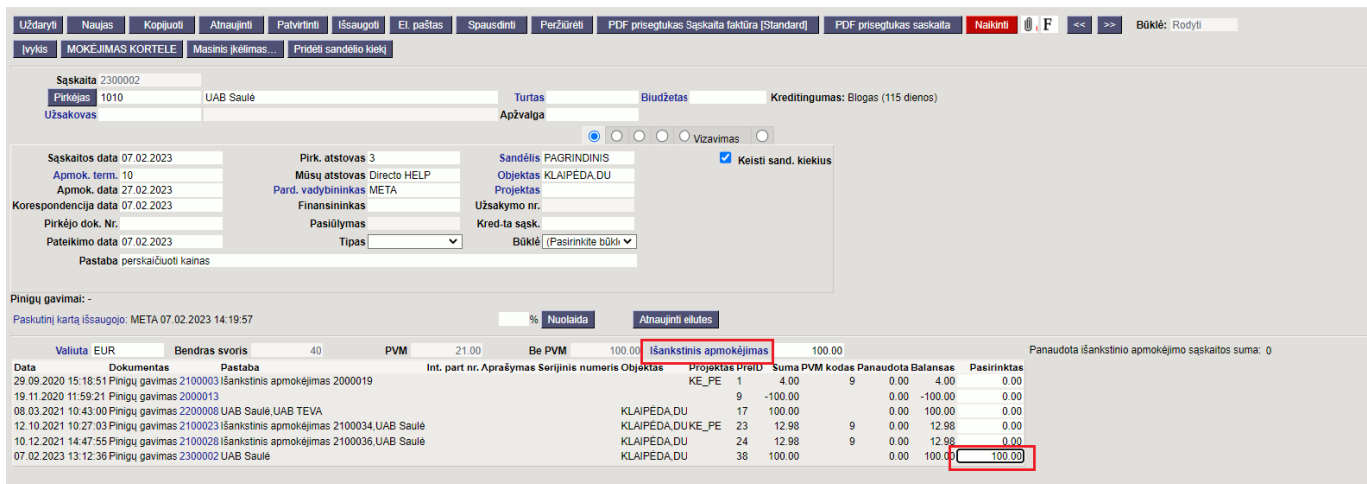 Uždaryti Naujas Kopijuoti Atnaujinti Patvirtinti Išsaugoti El. paštas Spausdinti Peržiūrėti PDF prisegtukas Sąskaita faktūra [Standard] PDF prisegtukas saskaita Naikinti F << >> Būklė: Rodyti
Įvykis MOKĖJIMAS KORTELE Masinis įkėlimas... Pridėti sandėlio kiekį
Sąskaita 2300002
Pirkėjas 1010 UAB Saulė Turtas Biudžetas Kreditingumas: Blogas (115 dienos)
Užsakovas Apžvalga
Vizavimas
Sąskaitos data 07.02.2023 Pirk. atstovas 3 Sandėlis PAGRINDINIS Keisti sand. kiekius
Apmok. term. 10 Mūsų atstovas Directo HELP Objektas KLAIPĖDA,DU
Apmok. data 27.02.2023 Pard. vadybininkas META Projektas
Korespondencija data 07.02.2023 Finansininkas Užsakymo nr.
Pirkėjo dok. Nr. Pasiūlymas Kred-ta sąsk.
Pateikimo data 07.02.2023 Tipas Būklė (Pasirinkite būklę
Pastaba perskaičiuoti kainas
Pinigų gavimai: -
Paskutinį kartą išsaugojo: META 07.02.2023 14:19:57 % Nuolaida Atnaujinti eilutes
Valiuta EUR Bendras svoris 40 PVM 21.00 Be PVM 100.00 Išankstinis apmokėjimas 100.00 Panaudota išankstinio apmokėjimo sąskaitos suma: 0
Data Dokumentas Pastaba Int. part nr. Aprašymas Serijinis numeris Objektas Projektas PreID Suma PVM kodas Panaudota Balansas Pasirinktas
29.09.2020 15:18:51 Pinigų gavimas 2100003 Išankstinis apmokėjimas 2000019 KE_PE 1 4.00 9 0.00 4.00 0.00
19.11.2020 11:59:21 Pinigų gavimas 2000013 9 -100.00 0.00 -100.00 0.00
08.03.2021 10:43:00 Pinigų gavimas 2200008 UAB Saulė,UAB TEVA KLAIPĖDA,DU 17 100.00 0.00 100.00 0.00
12.10.2021 10:27:03 Pinigų gavimas 2100023 Išankstinis apmokėjimas 2100034,UAB Saulė KLAIPĖDA,DU KE_PE 23 12.98 9 0.00 12.98 0.00
10.12.2021 14:47:55 Pinigų gavimas 2100028 Išankstinis apmokėjimas 2100036,UAB Saulė KLAIPĖDA,DU 24 12.98 9 0.00 12.98 0.00
07.02.2023 13:12:36 Pinigų gavimas 2300002 UAB Saulė KLAIPĖDA,DU 38 100.00 0.00 100.00 100.00